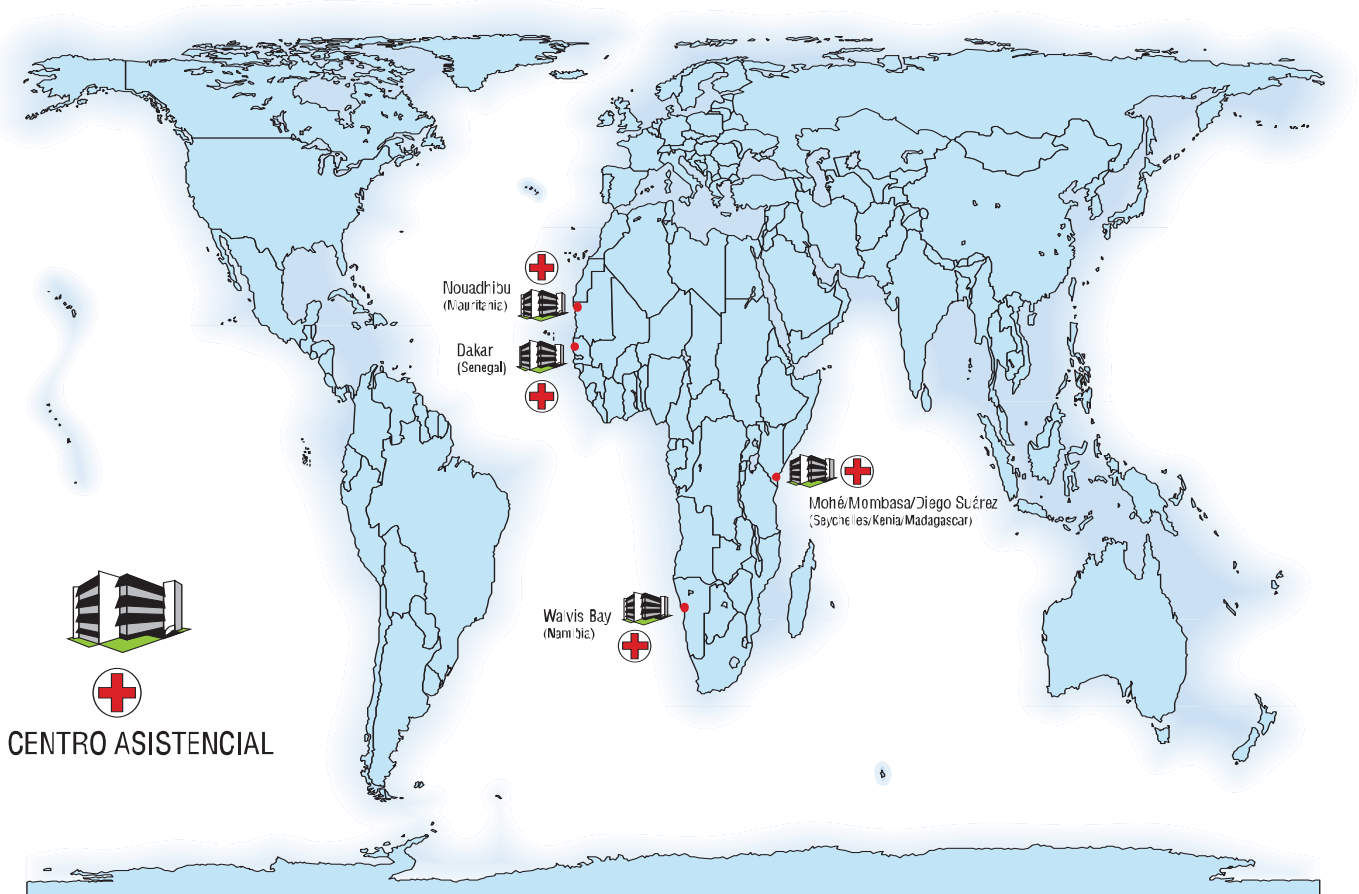 Nouadhibu
(Mauritania)
Dakar
(Senegal)
Mohé/Mombasa/Diego Suárez
(Seychelles/Kenia/Madagascar)
Walvis Bay
(Namibia)
CENTRO ASISTENCIAL